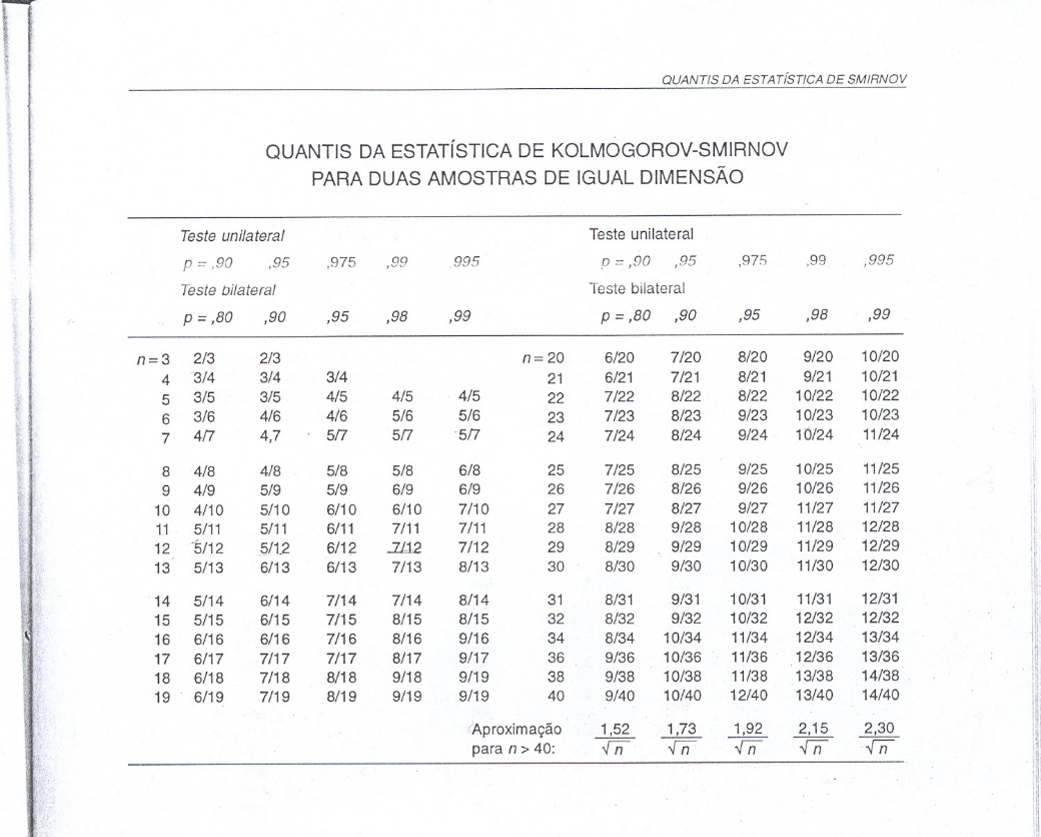 QUANTIS DA ESTATÍSTICA DE SMIRNOV
QUANTIS DA ESTATÍSTICA DE KOLMOGOROV-SMIRNOV
PARA DUAS AMOSTRAS DE IGUAL DIMENSÃO
Teste unilateral Teste unilateral
p = ,90 ,95 ,975 ,99 995 p = ,90 ,95 ,975 ,99 ,995
Teste bilateral Teste bilateral
p = ,80 ,90 ,95 ,98 ,99 p = ,80 ,90 ,95 ,98 ,99
n = 3 2/3 2/3 n = 20 6/20 7/20 8/20 9/20 10/20
4 3/4 3/4 3/4 21 6/21 7/21 8/21 9/21 10/21
5 3/5 3/5 4/5 4/5 4/5 22 7/22 8/22 8/22 10/22 10/22
6 3/6 4/6 4/6 5/6 5/6 23 7/23 8/23 9/23 10/23 10/23
7 4/7 4,7 5/7 5/7 5/7 24 7/24 8/24 9/24 10/24 11/24
8 4/8 4/8 5/8 5/8 6/8 25 7/25 8/25 9/25 10/25 11/25
9 4/9 5/9 5/9 6/9 6/9 26 7/26 8/26 9/26 10/26 11/26
10 4/10 5/10 6/10 6/10 7/10 27 7/27 8/27 9/27 11/27 11/27
11 5/11 5/11 6/11 7/11 7/11 28 8/28 9/28 10/28 11/28 12/28
12 5/12 5/12 6/12 7/12 7/12 29 8/29 9/29 10/29 11/29 12/29
13 5/13 6/13 6/13 7/13 8/13 30 8/30 9/30 10/30 11/30 12/30
14 5/14 6/14 7/14 7/14 8/14 31 8/31 9/31 10/31 11/31 12/31
15 5/15 6/15 7/15 8/15 8/15 32 8/32 9/32 10/32 12/32 12/32
16 6/16 6/16 7/16 8/16 9/16 34 8/34 10/34 11/34 12/34 13/34
17 6/17 7/17 7/17 8/17 9/17 36 9/36 10/36 11/36 12/36 13/36
18 6/18 7/18 8/18 9/18 9/19 38 9/38 10/38 11/38 13/38 14/38
19 6/19 7/19 8/19 9/19 9/19 40 9/40 10/40 12/40 13/40 14/40
Aproximação 1,52 1,73 1,92 2,15 2,30
para n > 40: √n √n √n √n √n